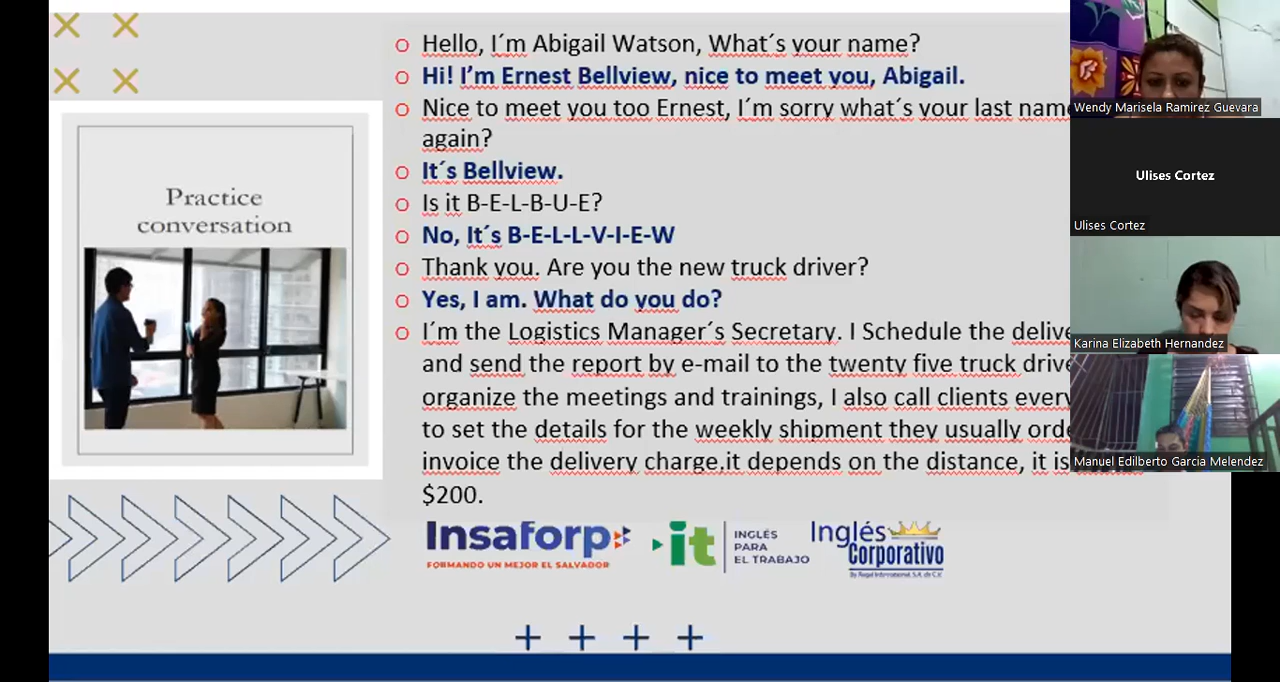 Hello, I´m Abigail Watson, What´s your name?
Hi! I'm Ernest Bellview, nice to meet you, Abigail.
Nice to meet you too Ernest, I´m sorry what´s your last name
again?
It´s Bellview.
Is it B-E-L-B-U-E?
No, It´s B-E-L-L-V-I-E-W
Thank you. Are you the new truck driver?
Yes, I am. What do you do?
I´m the Logistics Manager´s Secretary. I Schedule the
and send the report by e-mail to the twenty five truck
organize the meetings and trainings, I also call clients
to set the details for the weekly shipment they usually
invoice the delivery charge.it depends on the distance, it is
$200.
Practice
conversation
Insaforp
FORMANDO UN MEJOR EL SALVADOR
it
INGLÉS
PARA
EL TRABAJO
Inglés
Corporativo
By Regal International, S.A. de C.V.
Wendy Marisela Ramirez Guevara
Ulises Cortez
Ulises Cortez
Karina Elizabeth Hernandez
Manuel Edilberto Garcia Melendez